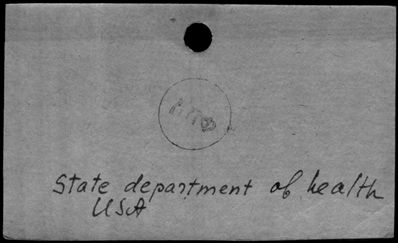 State department of health
USA